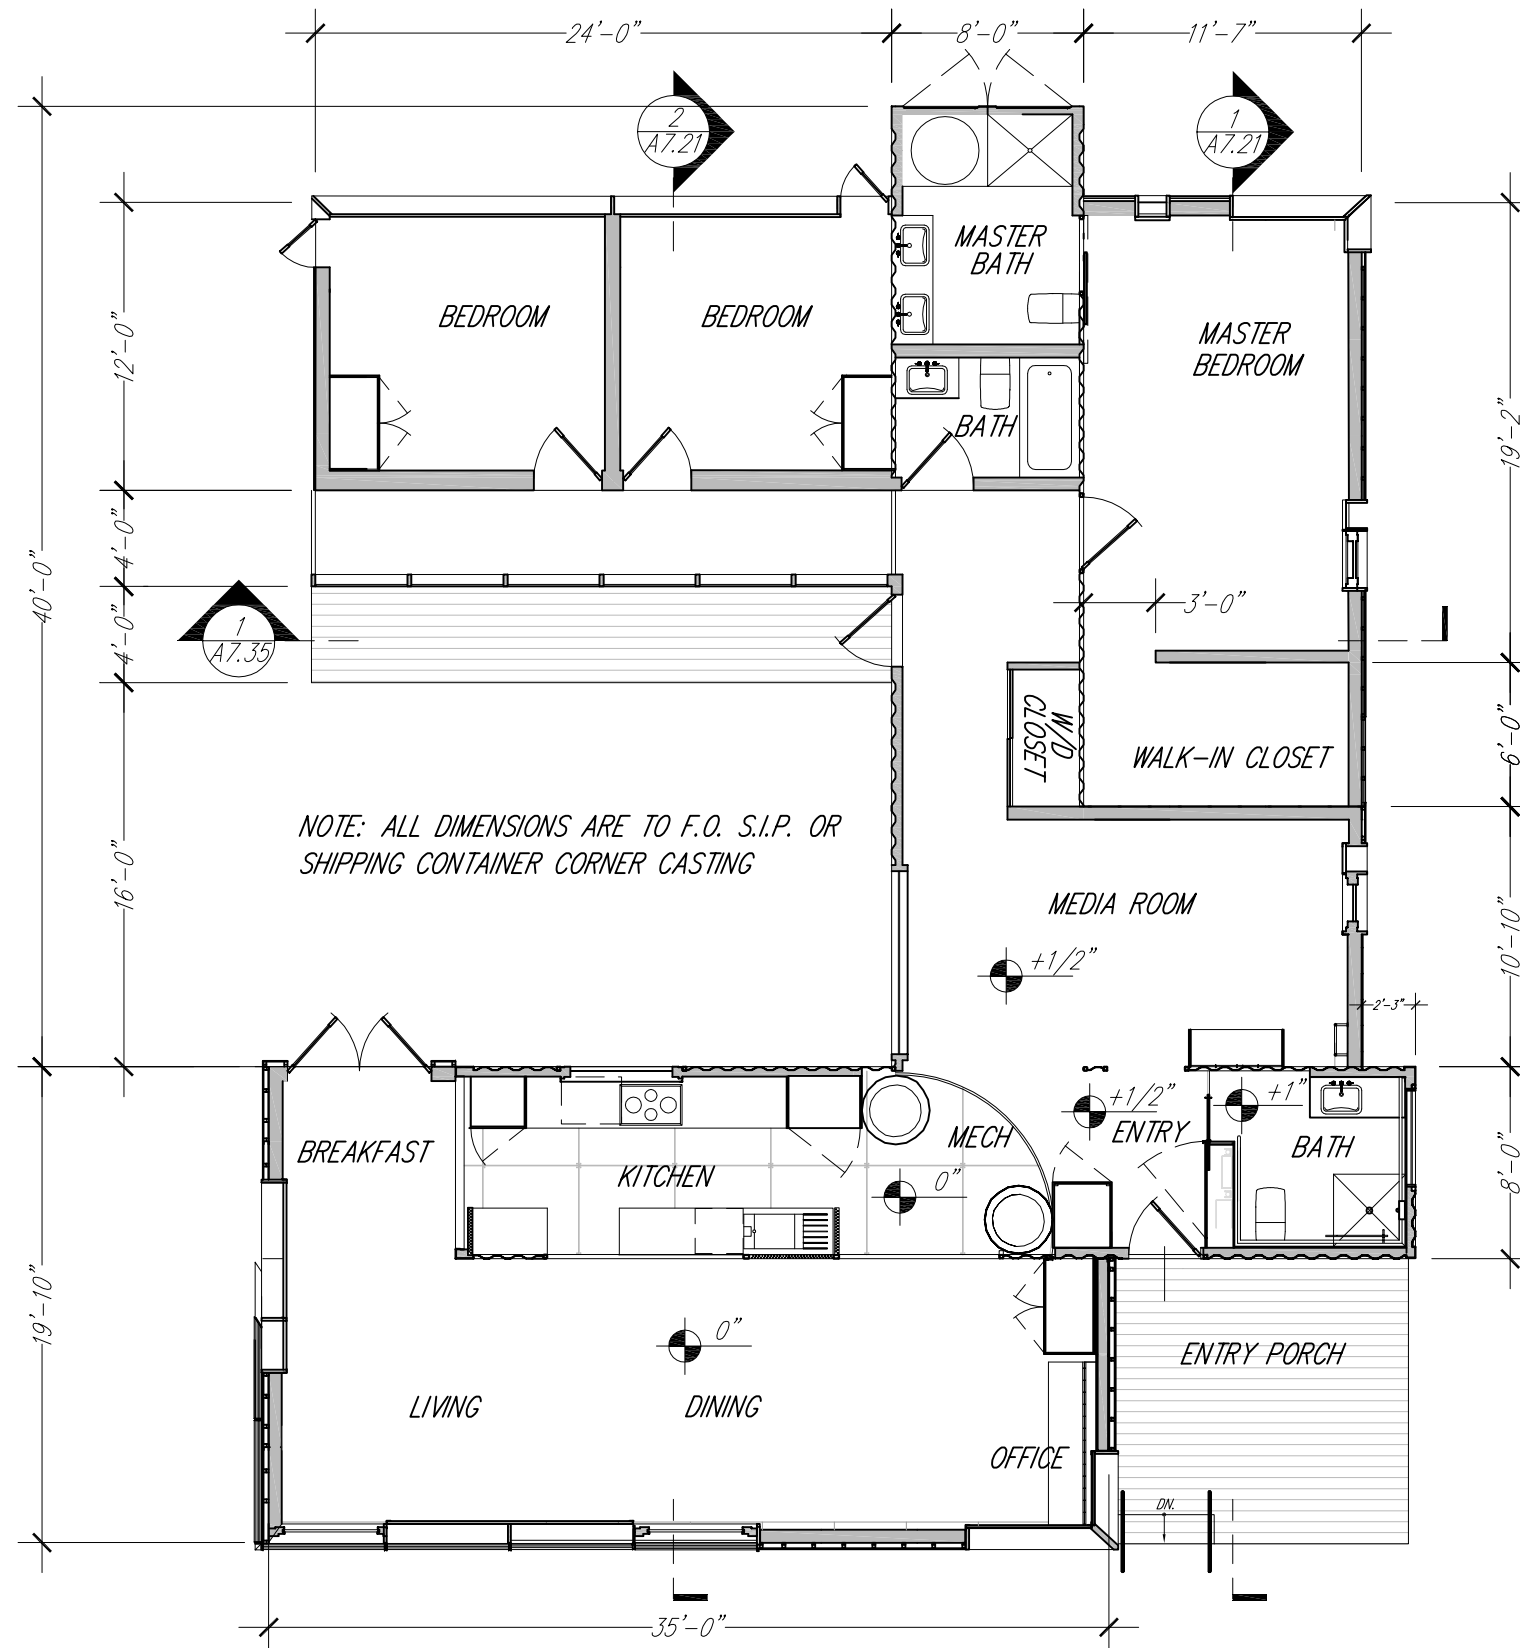 24'-0"
8'-0"
11'-7"
2
A7.21
1
A7.21
MASTER
BATH
BEDROOM
BEDROOM
MASTER
BEDROOM
12'-0"
BATH
19'-2"
4'-0"
40'-0"
4'-0"
3'-0"
1
A7.35
W/D
CLOSET
6'-0"
WALK-IN CLOSET
NOTE: ALL DIMENSIONS ARE TO F.O. S.I.P. OR
SHIPPING CONTAINER CORNER CASTING
16'-0"
MEDIA ROOM
10'-10"
+1/2"
2'-3"
+1/2"
+1"
BREAKFAST
MECH
ENTRY
BATH
KITCHEN
0"
8'-0"
19'-10"
0"
ENTRY PORCH
LIVING
DINING
OFFICE
DN.
35'-0"